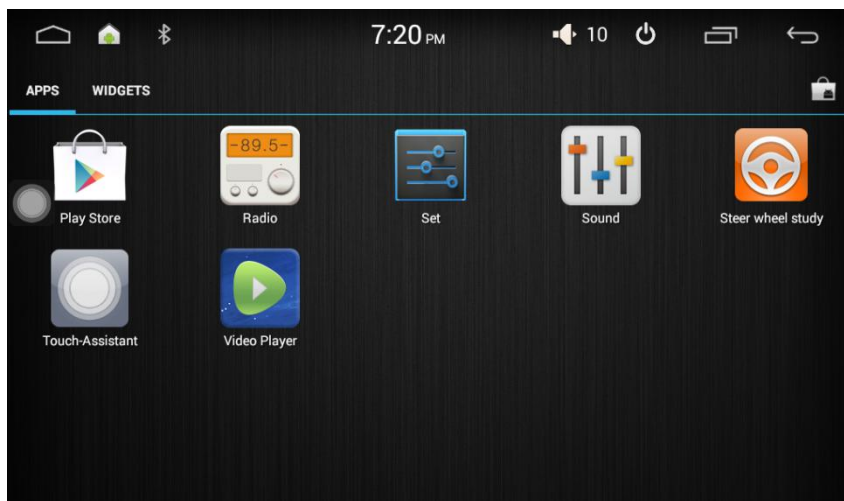 7:20 PM
10
APPS WIDGETS
-89.5-
Play Store
Radio
Set
Sound
Steer wheel study
Touch-Assistant
Video Player